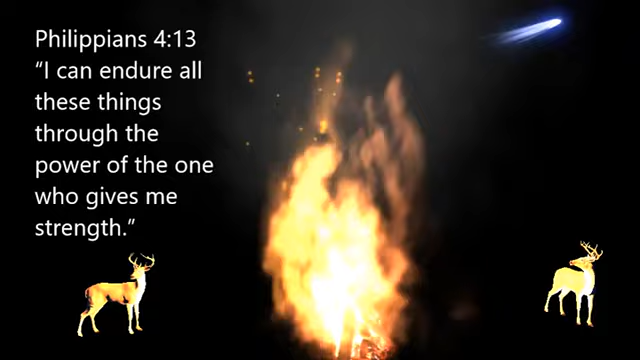 Philippians 4:13
“I can endure all
these things
through the
power of the one
who gives me
strength.”